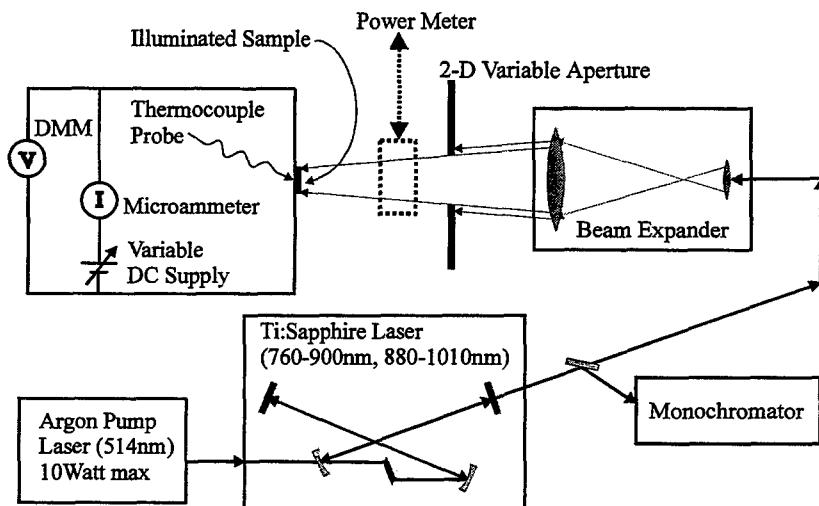 Power Meter
Illuminated Sample
2-D Variable Aperture
Thermocouple
Probe
DMM
V
I
Microammeter
Variable
DC Supply
Beam Expander
Ti:Sapphire Laser
(760-900nm, 880-1010nm)
Argon Pump
Laser (514nm)
10Watt max
Monochromator